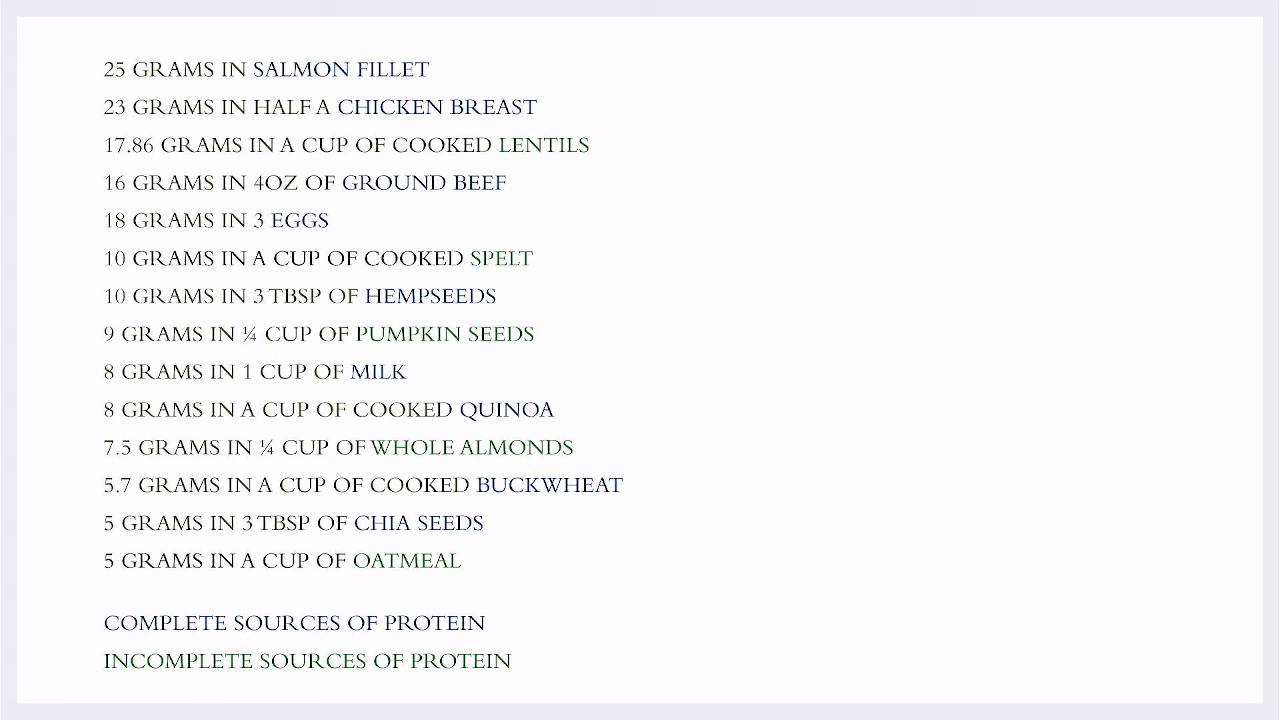 25 GRAMS IN SALMON FILLET
23 GRAMS IN HALF A CHICKEN BREAST
17.86 GRAMS IN A CUP OF COOKED LENTILS
16 GRAMS IN 4OZ OF GROUND BEEF
18 GRAMS IN 3 EGGS
10 GRAMS IN A CUP OF COOKED SPELT
10 GRAMS IN 3 TBSP OF HEMPSEEDS
9 GRAMS IN ¼ CUP OF PUMPKIN SEEDS
8 GRAMS IN 1 CUP OF MILK
8 GRAMS IN A CUP OF COOKED QUINOA
7.5 GRAMS IN ¼ CUP OF WHOLE ALMONDS
5.7 GRAMS IN A CUP OF COOKED BUCKWHEAT
5 GRAMS IN 3 TBSP OF CHIA SEEDS
5 GRAMS IN A CUP OF OATMEAL
COMPLETE SOURCES OF PROTEIN
INCOMPLETE SOURCES OF PROTEIN